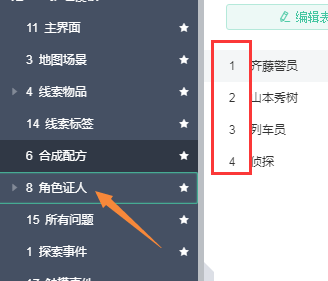 11 主界面
3 地图场景
4 线索物品
14 线索标签
6 合成配方
8 角色证人
15 所有问题
1 探索事件
编辑表
1 齐藤警员
2 山本秀树
3 列车员
4 侦探